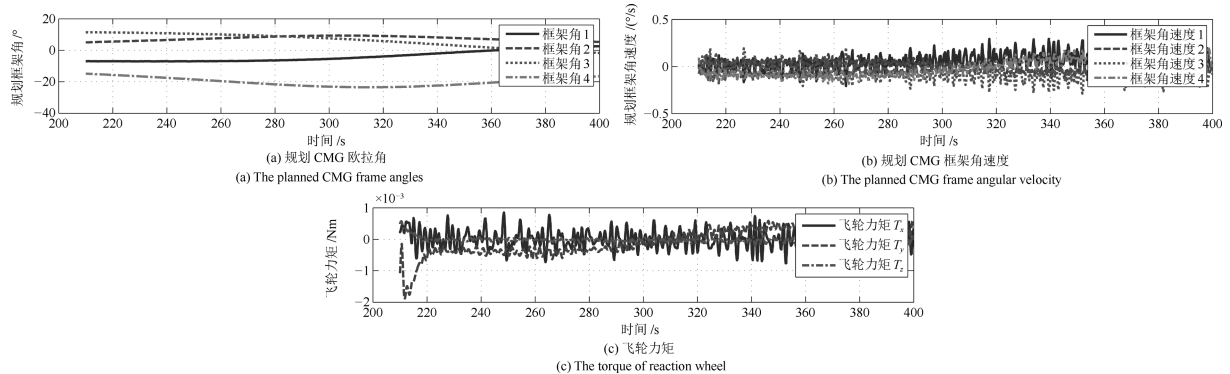 20
0
−20
−40
规划框架角 /°
200 220 240 260 280 300 320 340 360 380 400
时间 /s
框架角 1
框架角 2
框架角 3
框架角 4
(a) 规划 CMG 欧拉角
(a) The planned CMG frame angles
0.5
0
−0.5
规划框架角速度 /(°/s)
200 220 240 260 280 300 320 340 360 380 400
时间 /s
框架角速度 1
框架角速度 2
框架角速度 3
框架角速度 4
(b) 规划 CMG 框架角速度
(b) The planned CMG frame angular velocity
×10⁻³
1
0
−1
−2
飞轮力矩 /Nm
200 220 240 260 280 300 320 340 360 380 400
时间 /s
飞轮力矩 Tx
飞轮力矩 Ty
飞轮力矩 Tz
(c) 飞轮力矩
(c) The torque of reaction wheel